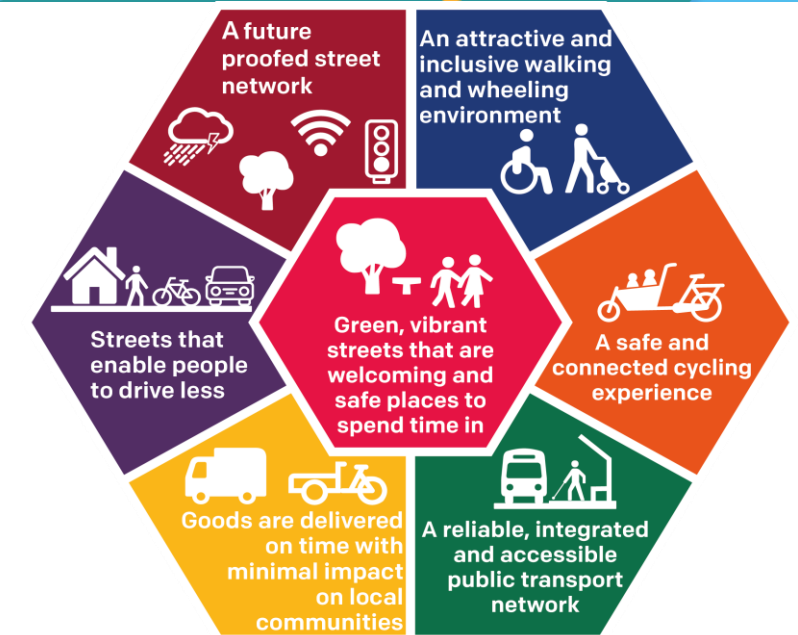 A future
proofed street
network
An attractive and
inclusive walking
and wheeling
environment
Streets that
enable people
to drive less
Green, vibrant
streets that are
welcoming and
safe places to
spend time in
A safe and
connected cycling
experience
Goods are delivered
on time with
minimal impact
on local
communities
A reliable, integrated
and accessible
public transport
network